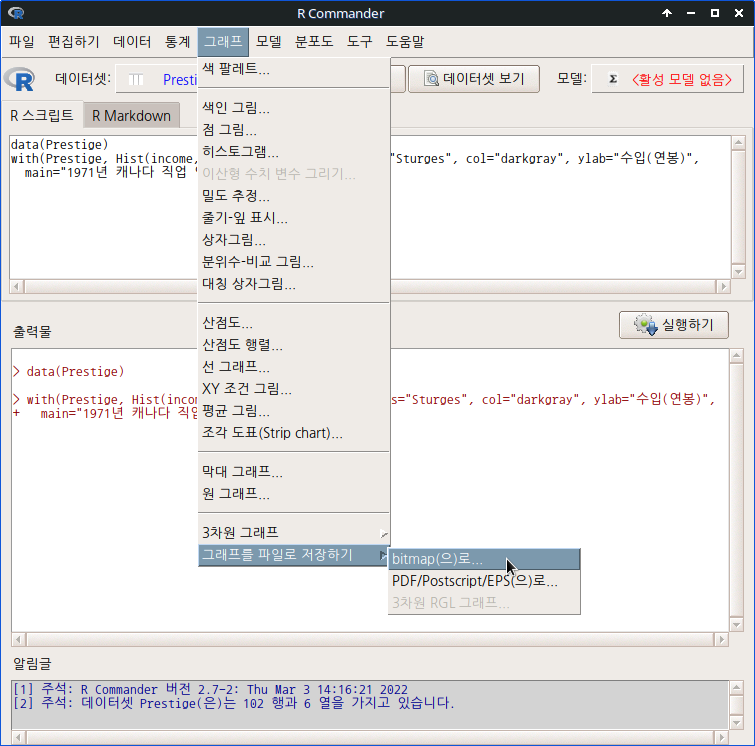 R Commander
파일 편집하기 데이터 통계 그래프 모델 분포도 도구 도움말
데이터셋: Presti 데이터셋 보기 모델: Σ <활성 모델 없음>
R 스크립트 R Markdown
data(Prestige)
with(Prestige, Hist(income, "Sturges", col="darkgray", ylab="수입(연봉)",
main="1971년 캐나다 직업
색 팔레트...
색인 그림...
점 그림...
히스토그램...
이산형 수치 변수 그리기...
밀도 추정...
줄기-잎 표시...
상자그림...
분위수-비교 그림...
대칭 상자그림...
산점도...
산점도 행렬...
선 그래프...
XY 조건 그림...
평균 그림...
조각 도표(Strip chart)...
막대 그래프...
원 그래프...
3차원 그래프
그래프를 파일로 저장하기
bitmap(으)로...
PDF/Postscript/EPS(으)로...
3차원 RGL 그래프...
출력물 실행하기
> data(Prestige)
> with(Prestige, Hist(incom s="Sturges", col="darkgray", ylab="수입(연봉)",
+ main="1971년 캐나다 직업
알림글
[1] 주석: R Commander 버전 2.7-2: Thu Mar 3 14:16:21 2022
[2] 주석: 데이터셋 Prestige(은)는 102 행과 6 열을 가지고 있습니다.